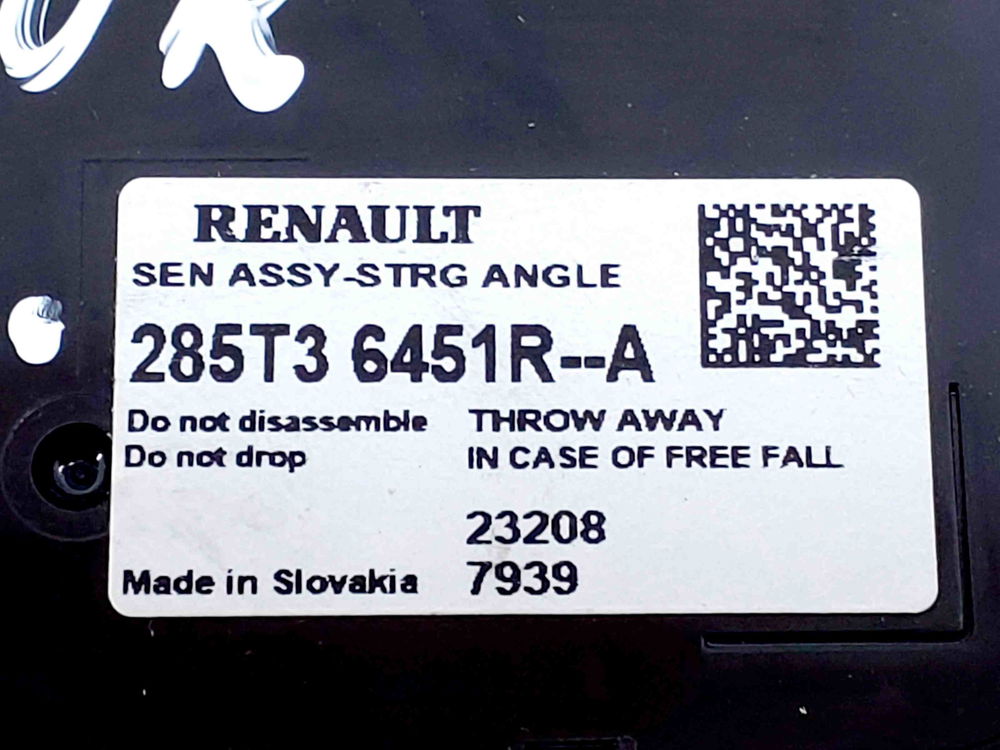 RENAULT
SEN ASSY-STRG ANGLE
285T3 6451R--A
Do not disassemble THROW AWAY
Do not drop IN CASE OF FREE FALL
23208
Made in Slovakia 7939